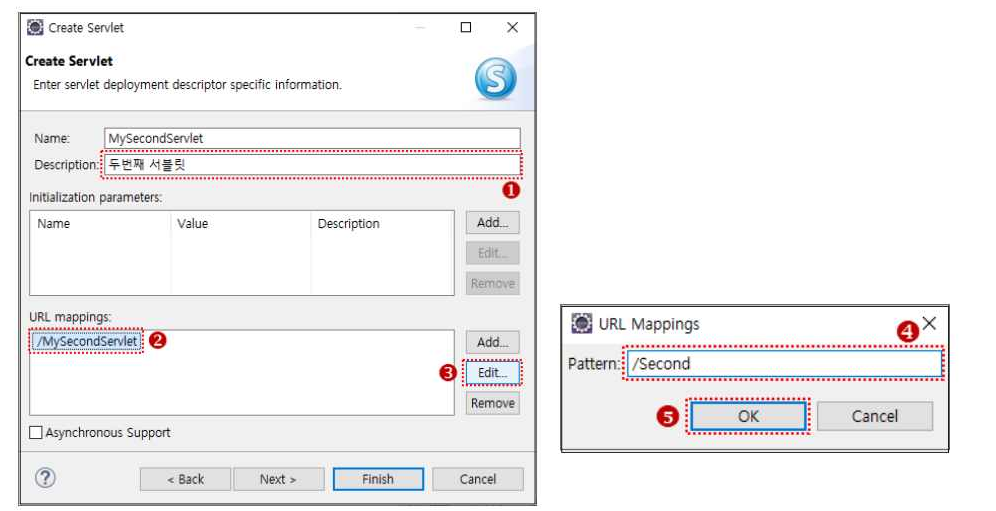 Create Servlet
Create Servlet
Enter servlet deployment descriptor specific information.
Name: MySecondServlet
Description: 두번째 서블릿
❶
Initialization parameters:
Name Value Description
Add...
Edit...
Remove
URL mappings:
/MySecondServlet ❷
Add...
❸ Edit...
Remove
Asynchronous Support
? < Back Next > Finish Cancel
URL Mappings ❹
Pattern: /Second
❺ OK Cancel